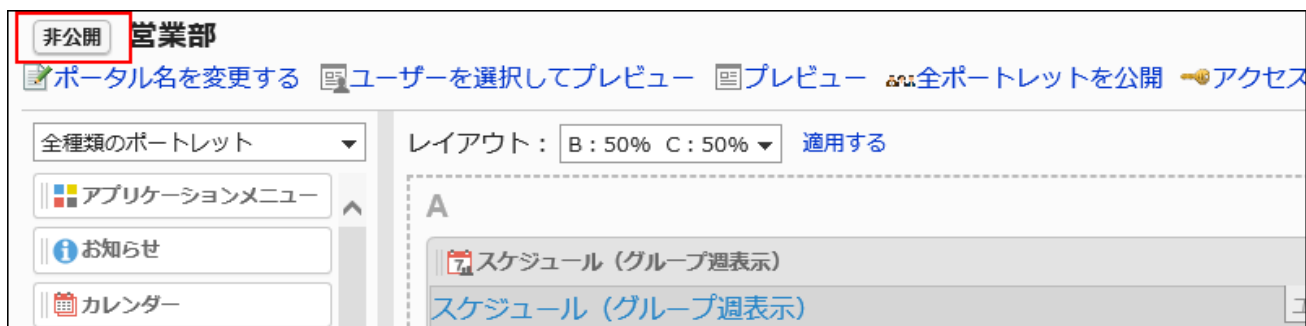 非公開 営業部
ポータル名を変更する ユーザーを選択してプレビュー プレビュー 全ポートレットを公開 アクセス
全種類のポートレット
レイアウト： B : 50% C : 50% 適用する
アプリケーションメニュー
お知らせ
カレンダー
A
スケジュール（グループ週表示）
スケジュール（グループ週表示）